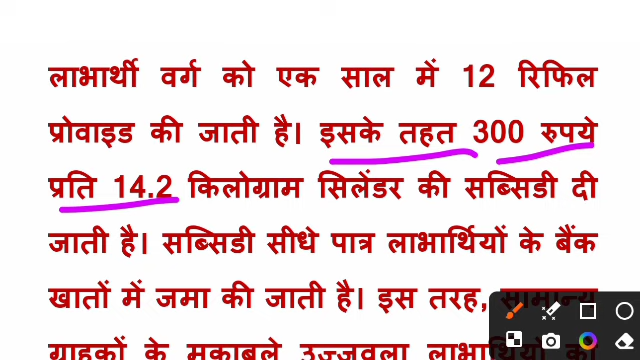 लाभार्थी वर्ग को एक साल में 12 रिफिल
प्रोवाइड की जाती है। इसके तहत 300 रुपये
प्रति 14.2 किलोग्राम सिलेंडर की सब्सिडी दी
जाती है। सब्सिडी सीधे पात्र लाभार्थियों के बैंक
खातों में जमा की जाती है। इस तरह, सामान्य
ग्राहकों के मुकाबले उज्ज्वला लाभार्थियों को